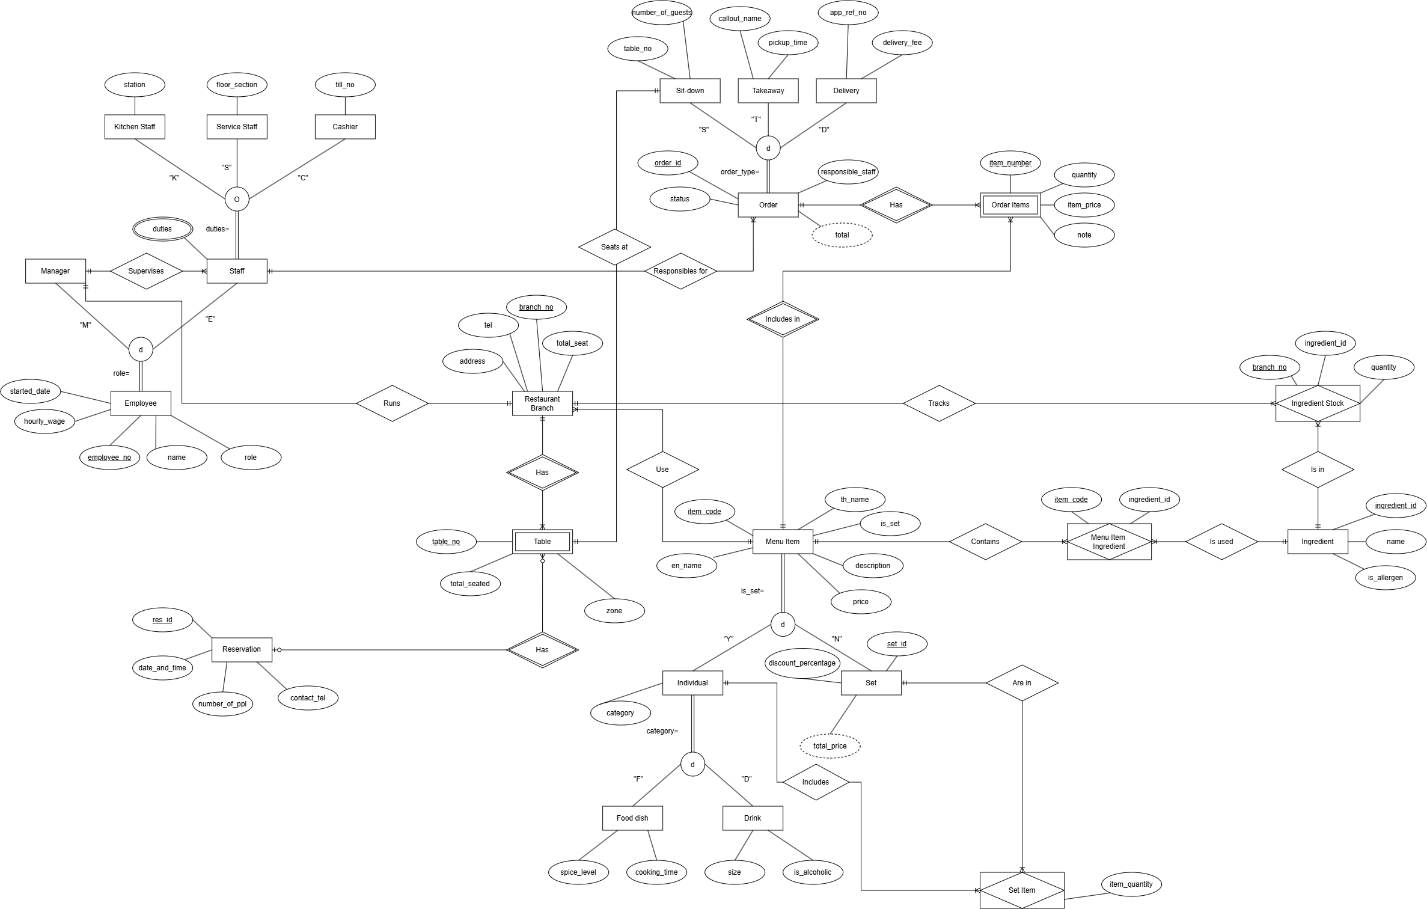 number_of_guests
callout_name
app_ref_no
table_no
pickup_time
delivery_fee
station
floor_section
till_no
Sit-down
Takeaway
Delivery
Kitchen Staff
Service Staff
Cashier
"S"
"T"
"D"
d
"K"
"S"
"C"
order_id
order_type=
responsible_staff
item_number
quantity
O
status
Order
Has
Order Items
item_price
duties
duties=
total
note
Seats at
Manager
Supervises
Staff
Responsibles for
"M"
"E"
branch_no
Includes in
tel
total_seat
ingredient_id
d
address
branch_no
quantity
role=
started_date
Employee
Runs
Restaurant
Branch
Tracks
Ingredient Stock
hourly_wage
employee_no
name
role
Has
Use
Is in
item_code
th_name
is_set
item_code
ingredient_id
ingredient_id
table_no
Table
Menu Item
Contains
Menu Item
Ingredient
Is used
Ingredient
name
en_name
description
is_allergen
total_seated
is_set=
price
zone
res_id
d
"Y"
"N"
set_id
Reservation
Has
discount_percentage
date_and_time
Individual
Set
Are in
number_of_ppl
contact_tel
category
category=
total_price
d
"F"
"D"
Includes
Food dish
Drink
spice_level
cooking_time
size
is_alcoholic
Set Item
item_quantity